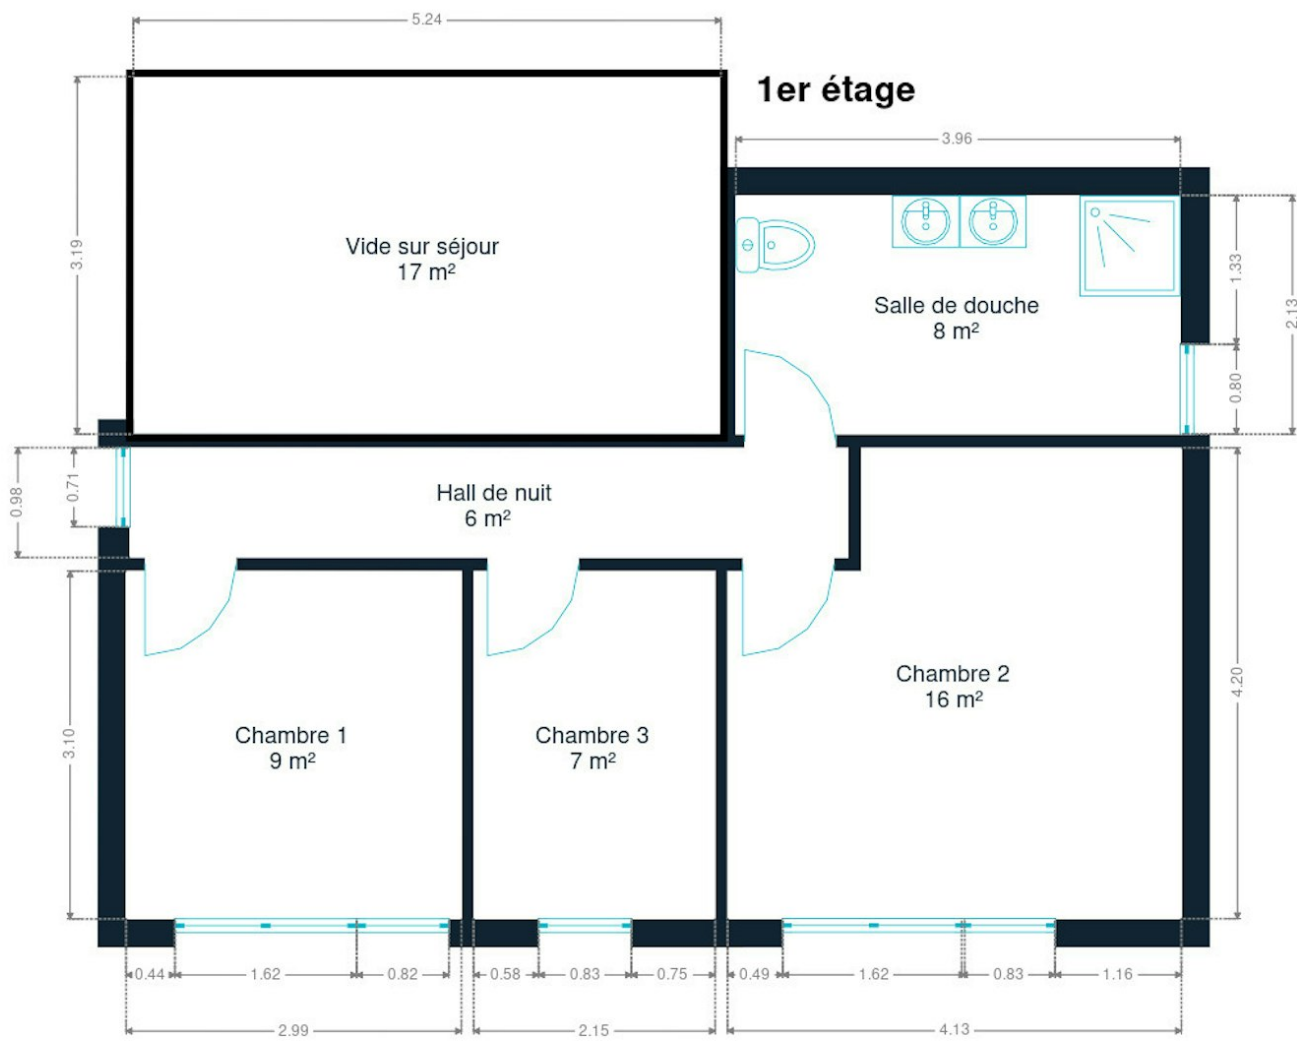 5.24
1er étage
3.96
Vide sur séjour
17 m²
3.19
Salle de douche
8 m²
1.33
2.13
0.80
Hall de nuit
6 m²
0.98
0.71
Chambre 2
16 m²
4.20
Chambre 1
9 m²
Chambre 3
7 m²
3.10
0.44
1.62
0.82
0.58
0.83
0.75
0.49
1.62
0.83
1.16
2.99
2.15
4.13